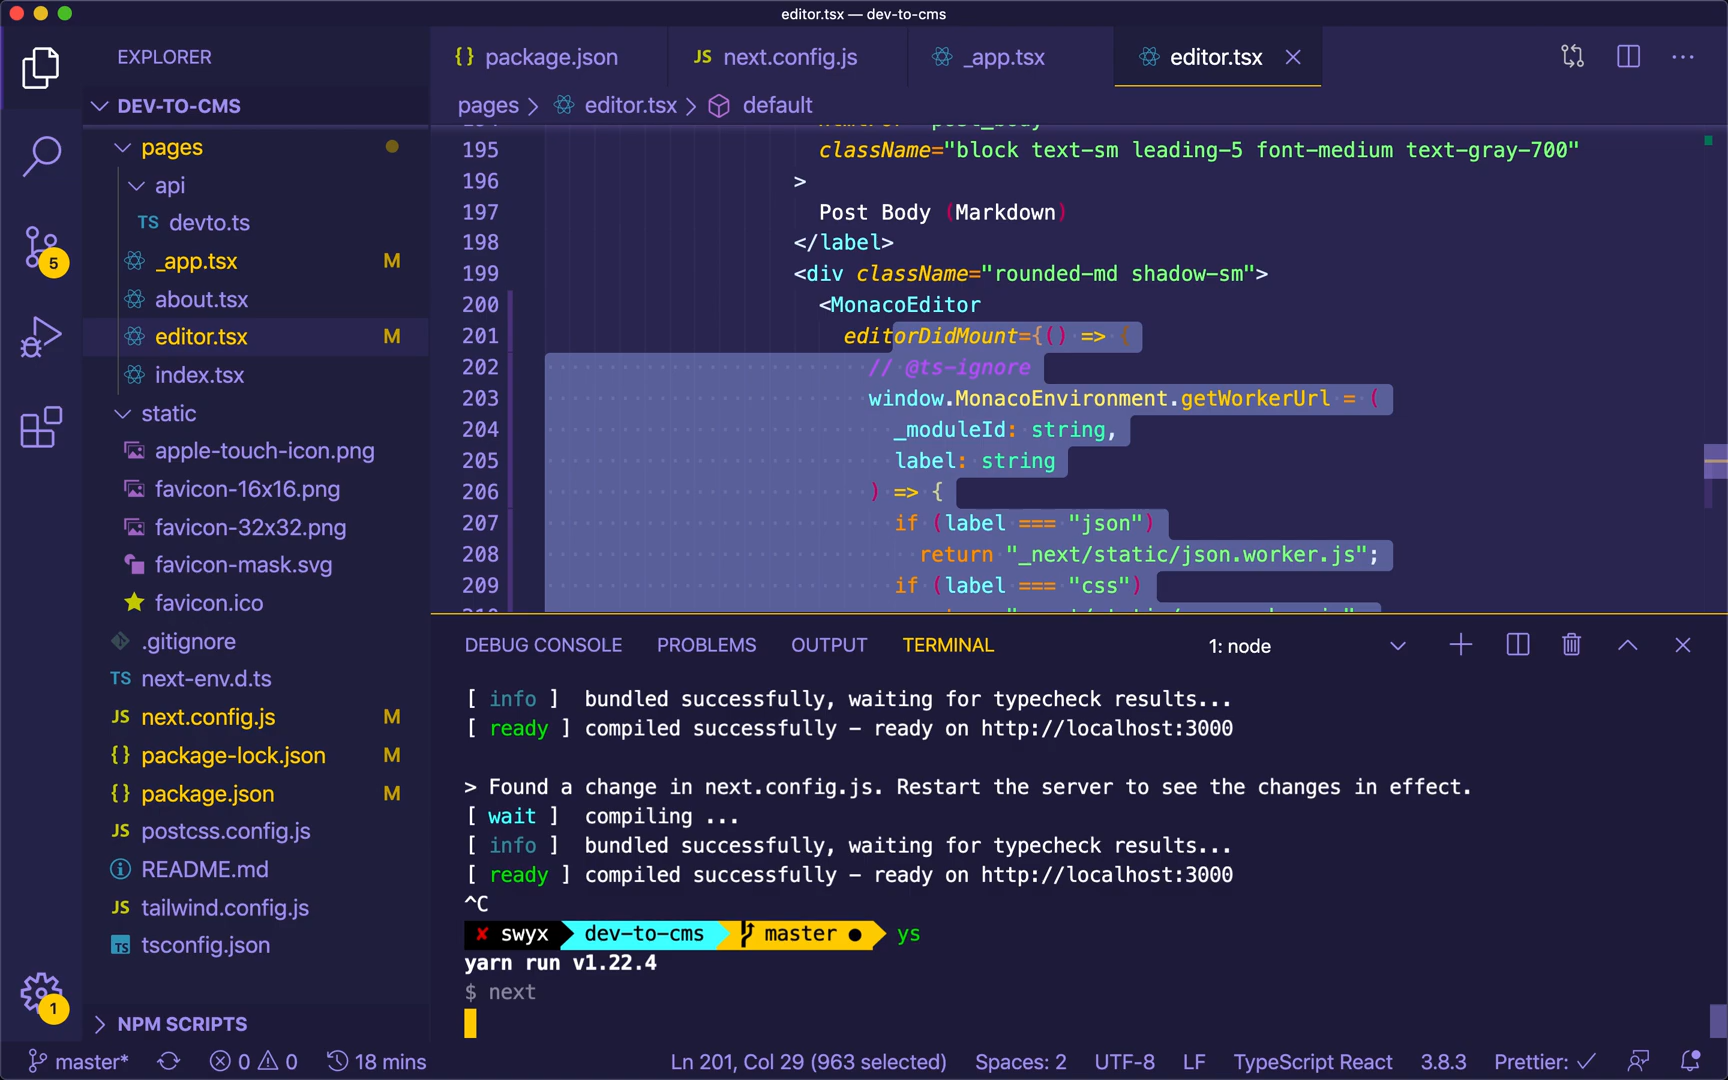 editor.tsx — dev-to-cms
EXPLORER
{} package.json
JS next.config.js
_app.tsx
editor.tsx
DEV-TO-CMS
pages > editor.tsx > default
pages
api
TS devto.ts
_app.tsx M
about.tsx
editor.tsx M
index.tsx
static
apple-touch-icon.png
favicon-16x16.png
favicon-32x32.png
favicon-mask.svg
favicon.ico
.gitignore
TS next-env.d.ts
JS next.config.js M
{} package-lock.json M
{} package.json M
JS postcss.config.js
README.md
JS tailwind.config.js
TS tsconfig.json
NPM SCRIPTS
5
1
195 className="block text-sm leading-5 font-medium text-gray-700"
196 >
197 Post Body (Markdown)
198 </label>
199 <div className="rounded-md shadow-sm">
200 <MonacoEditor
201 editorDidMount={() => {
202 // @ts-ignore
203 window.MonacoEnvironment.getWorkerUrl = (
204 _moduleId: string,
205 label: string
206 ) => {
207 if (label === "json")
208 return "_next/static/json.worker.js";
209 if (label === "css")
DEBUG CONSOLE PROBLEMS OUTPUT TERMINAL 1: node
[ info ] bundled successfully, waiting for typecheck results...
[ ready ] compiled successfully - ready on http://localhost:3000
> Found a change in next.config.js. Restart the server to see the changes in effect.
[ wait ] compiling ...
[ info ] bundled successfully, waiting for typecheck results...
[ ready ] compiled successfully - ready on http://localhost:3000
^C
✘ swyx dev-to-cms master ● ys
yarn run v1.22.4
$ next
master* 0 0 18 mins Ln 201, Col 29 (963 selected) Spaces: 2 UTF-8 LF TypeScript React 3.8.3 Prettier: ✓